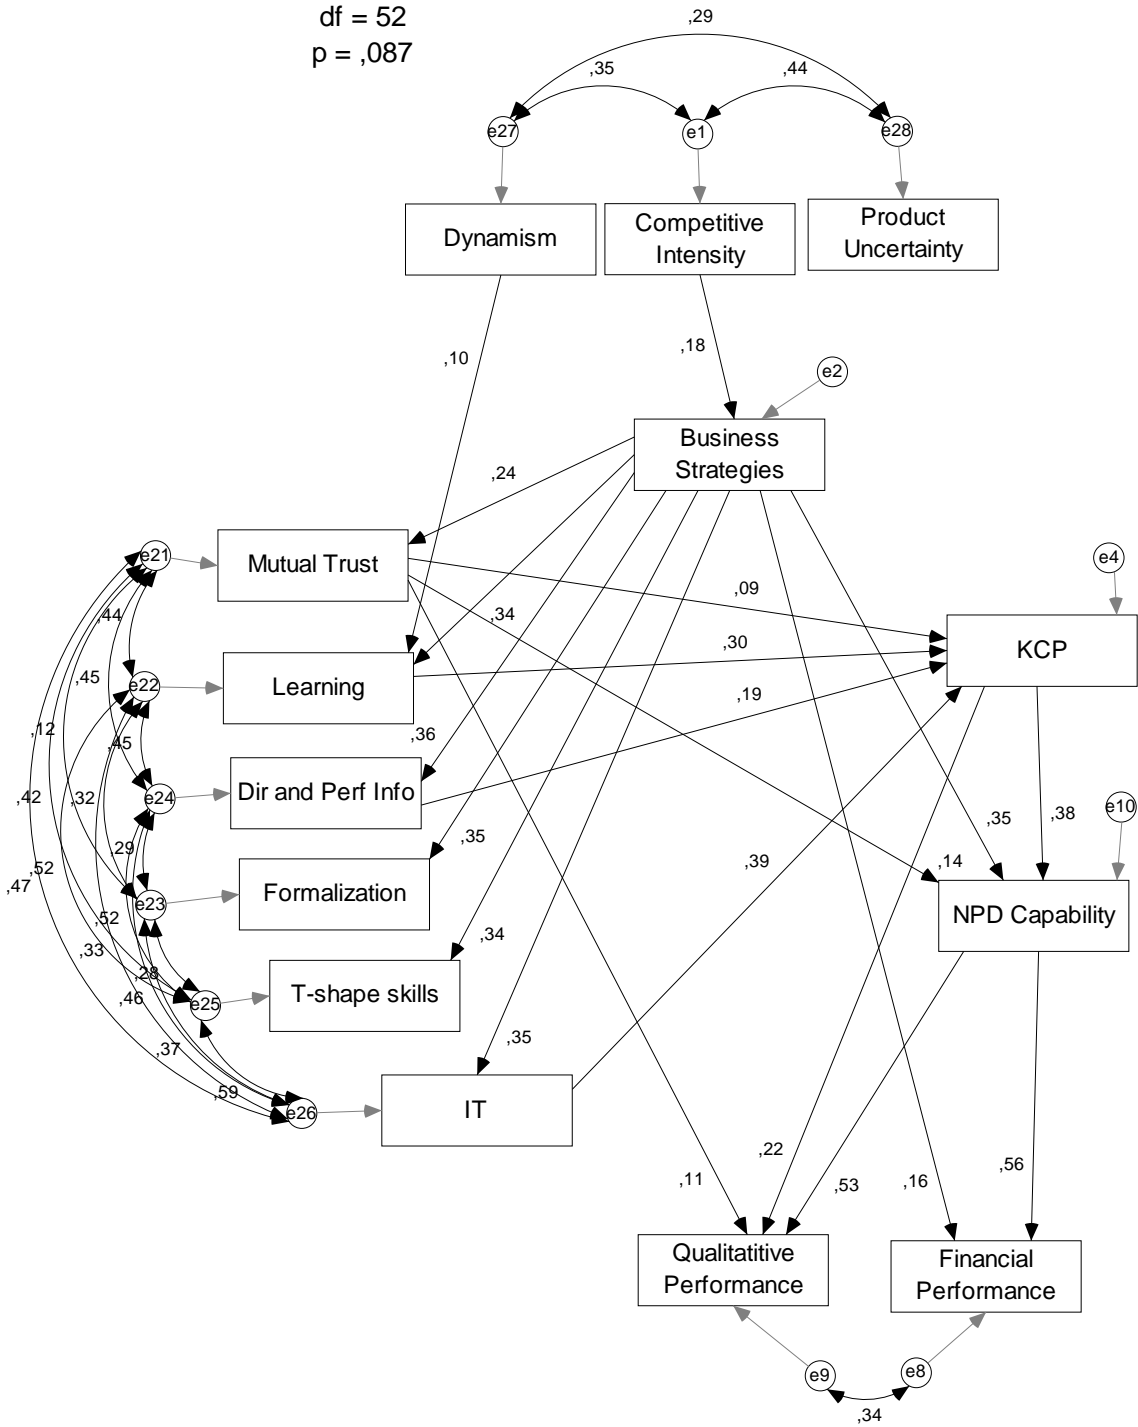 df = 52
p = ,087
,29
,35
,44
e27
e1
e28
Dynamism
Competitive
Intensity
Product
Uncertainty
,10
,18
e2
Business
Strategies
,24
e21
Mutual Trust
e4
,44
,34
,09
,30
KCP
e22
Learning
,45
,19
,12
,45
,36
e24
Dir and Perf Info
,42
,32
e10
,35
,38
,35
,29
,39
,14
,52
,47
Formalization
e23
NPD Capability
,52
,33
,34
,28
,46
e25
T-shape skills
,37
,35
,59
e26
IT
,22
,56
,11
,53
,16
Qualitatitive
Performance
Financial
Performance
e9
e8
,34